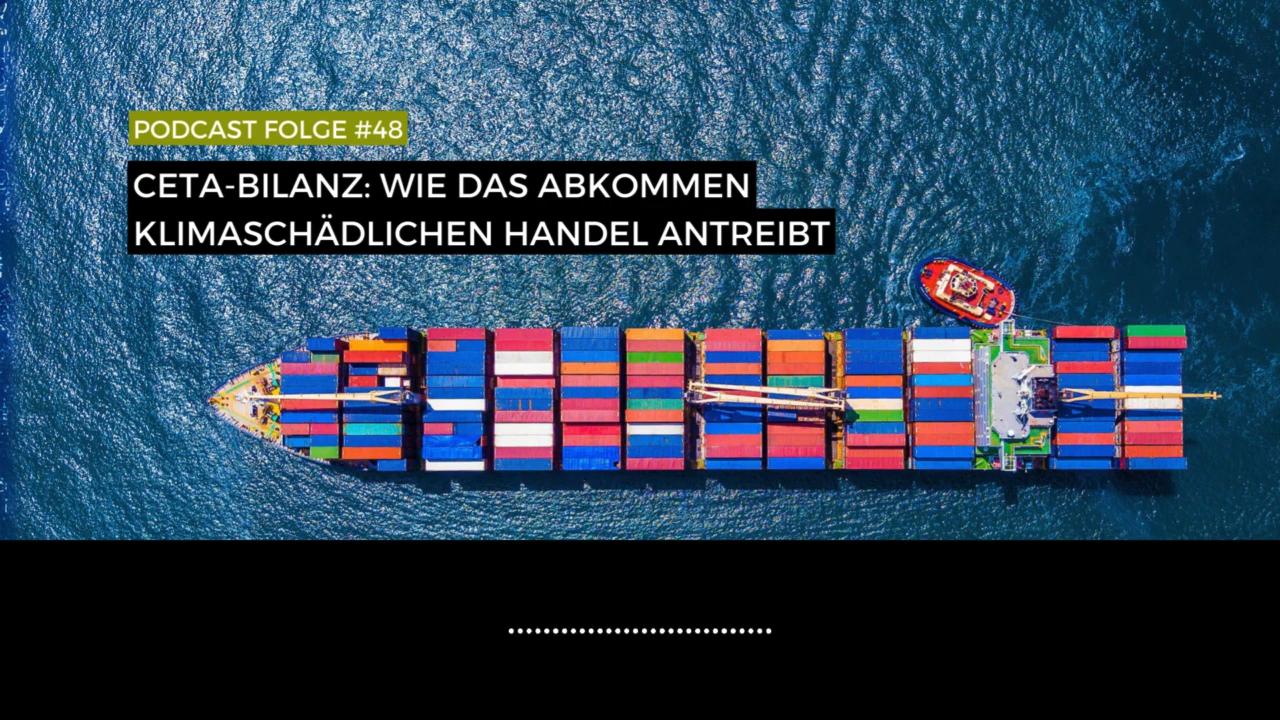 PODCAST FOLGE #48
CETA-BILANZ: WIE DAS ABKOMMEN
KLIMASCHÄDLICHEN HANDEL ANTREIBT